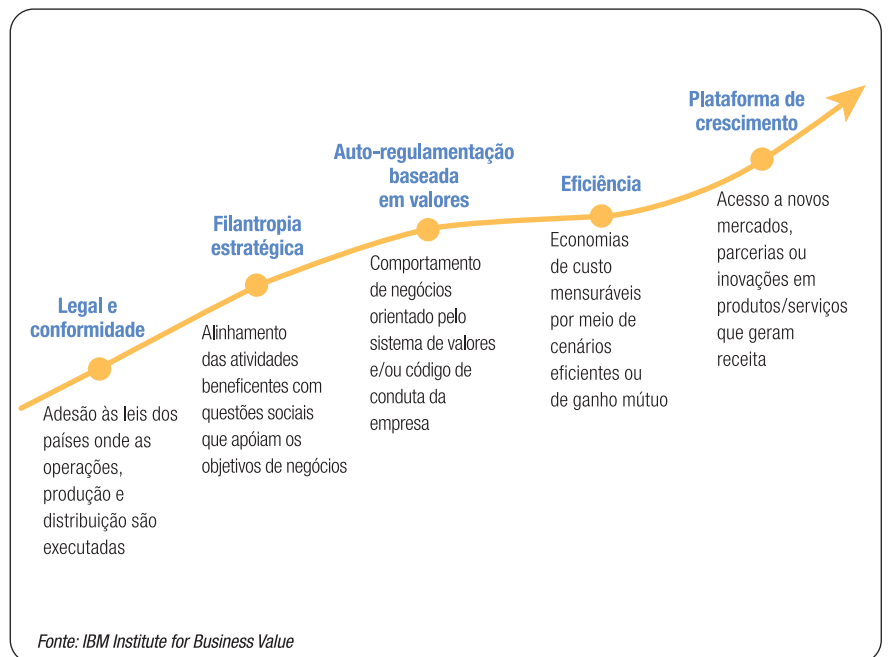 Legal e
conformidade
Adesão às leis dos
países onde as
operações,
produção e
distribuição são
executadas
Filantropia
estratégica
Alinhamento
das atividades
beneficentes com
questões sociais
que apóiam os
objetivos de negócios
Auto-regulamentação
baseada
em valores
Comportamento
de negócios
orientado pelo
sistema de valores
e/ou código de
conduta da
empresa
Eficiência
Economias
de custo
mensuráveis
por meio de
cenários
eficientes ou
de ganho mútuo
Plataforma de
crescimento
Acesso a novos
mercados,
parcerias ou
inovações em
produtos/serviços
que geram
receita
Fonte: IBM Institute for Business Value